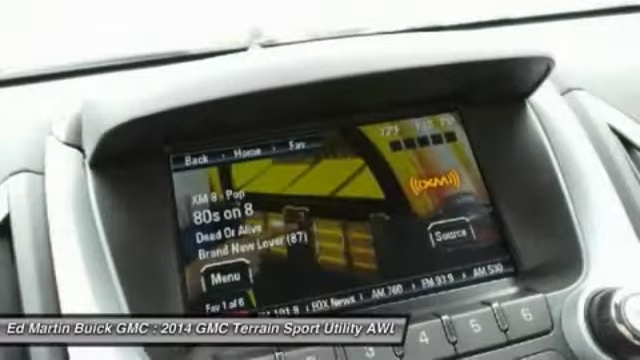 Back Home Fav
XM
XM 8 - Pop
80s on 8
Dead Or Alive
Brand New Lover (87)
Source
Menu
Fav 1 of 6
FOX News AM 760 FM 93.9 AM 530
3 4 5 6
Ed Martin Buick GMC : 2014 GMC Terrain Sport Utility AWL